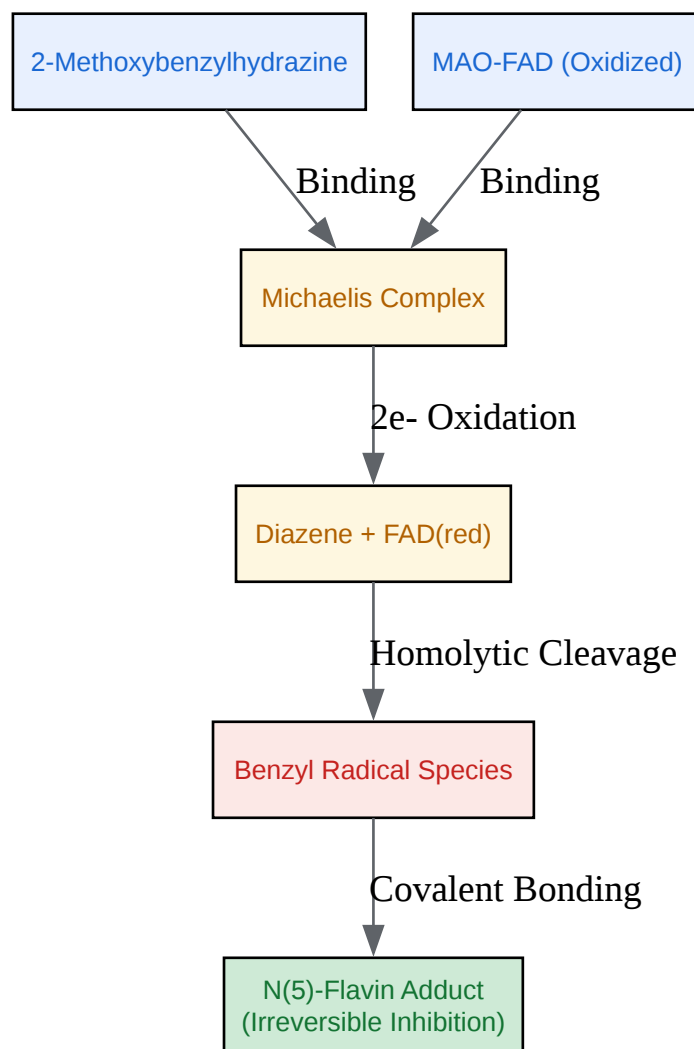 2-Methoxybenzylhydrazine
MAO-FAD (Oxidized)
Binding
Binding
Michaelis Complex
2e- Oxidation
Diazene + FAD(red)
Homolytic Cleavage
Benzyl Radical Species
Covalent Bonding
N(5)-Flavin Adduct
(Irreversible Inhibition)